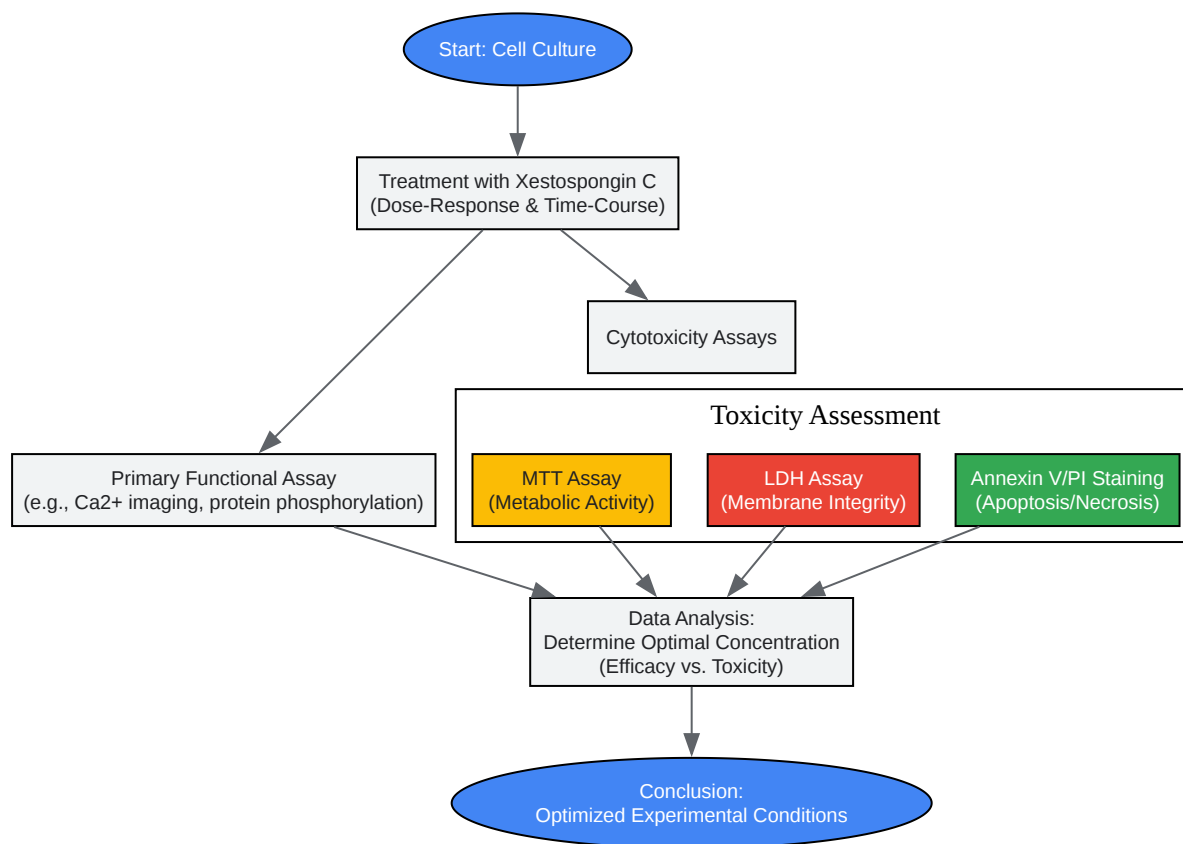 Start: Cell Culture
Treatment with Xestospongin C
(Dose-Response & Time-Course)
Cytotoxicity Assays
Toxicity Assessment
Primary Functional Assay
(e.g., Ca2+ imaging, protein phosphorylation)
MTT Assay
(Metabolic Activity)
LDH Assay
(Membrane Integrity)
Annexin V/PI Staining
(Apoptosis/Necrosis)
Data Analysis:
Determine Optimal Concentration
(Efficacy vs. Toxicity)
Conclusion:
Optimized Experimental Conditions